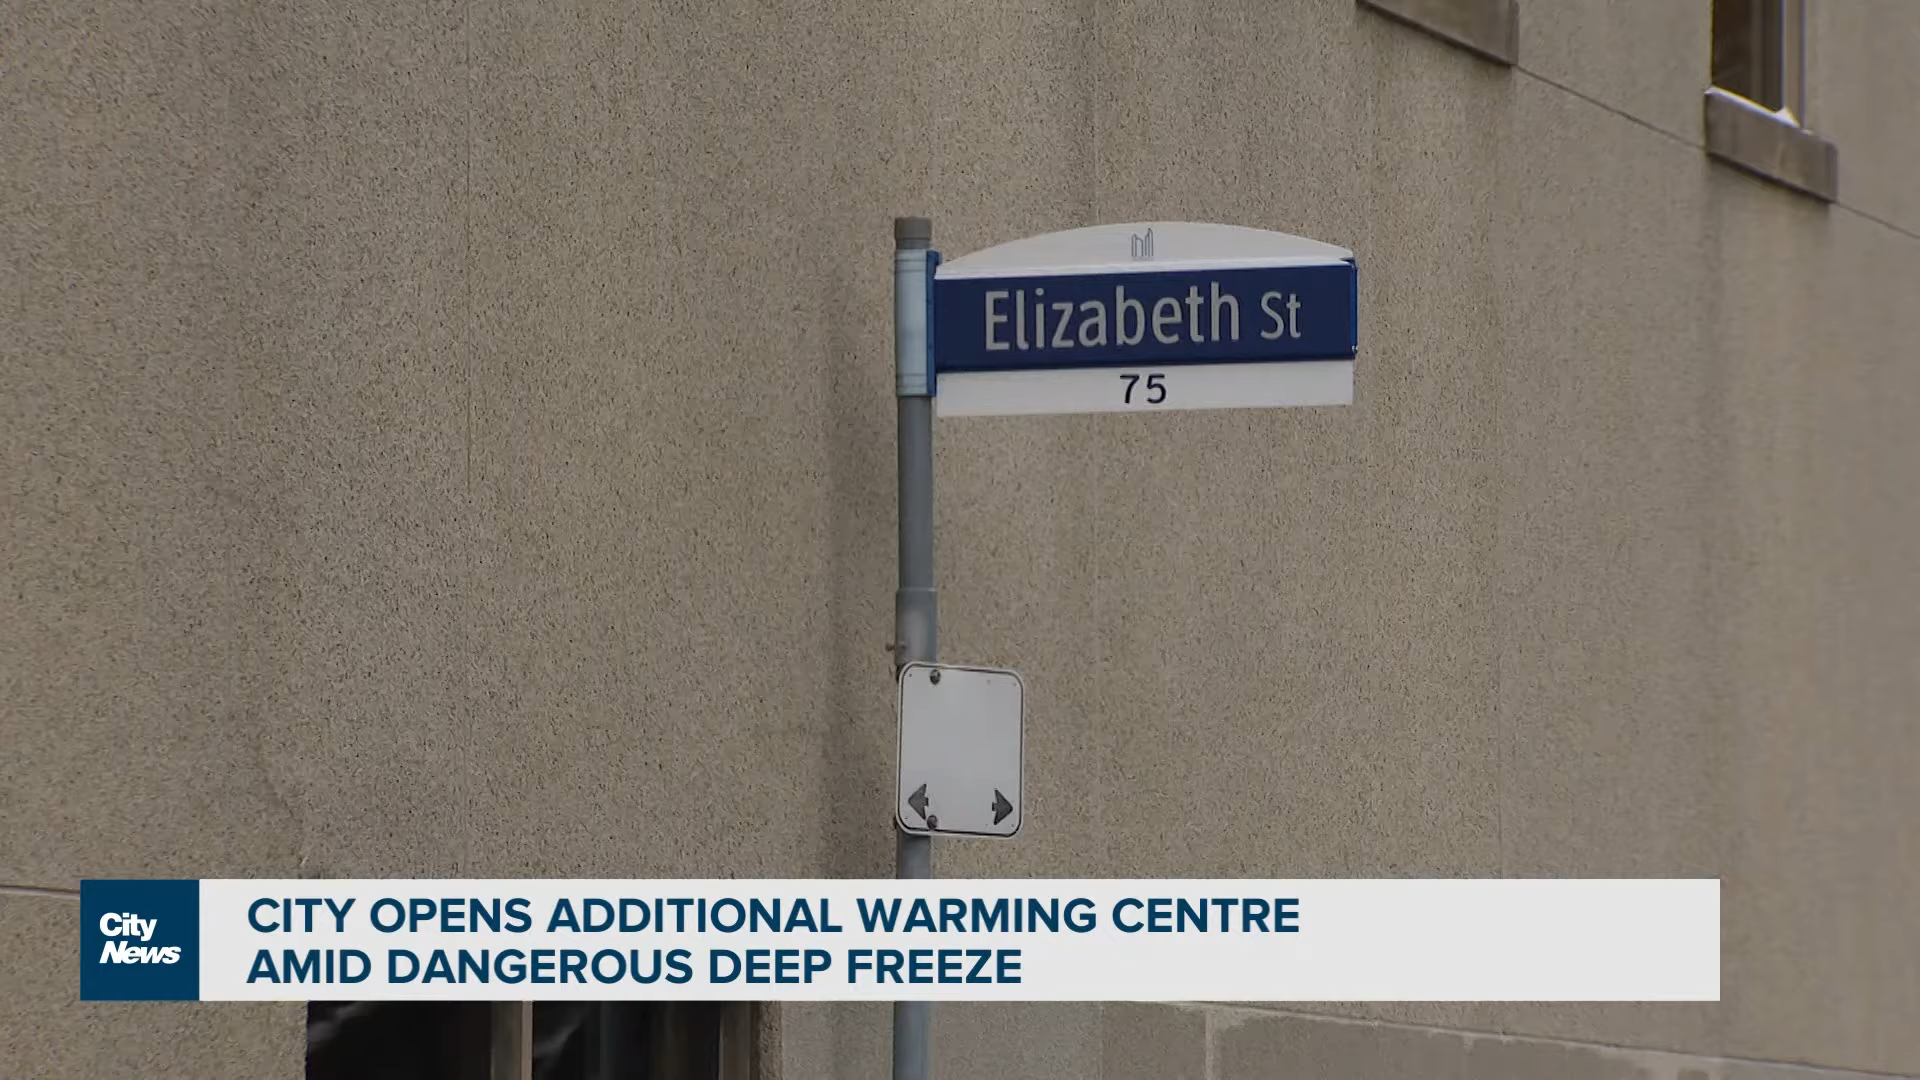 Elizabeth St
75
City
News
CITY OPENS ADDITIONAL WARMING CENTRE
AMID DANGEROUS DEEP FREEZE